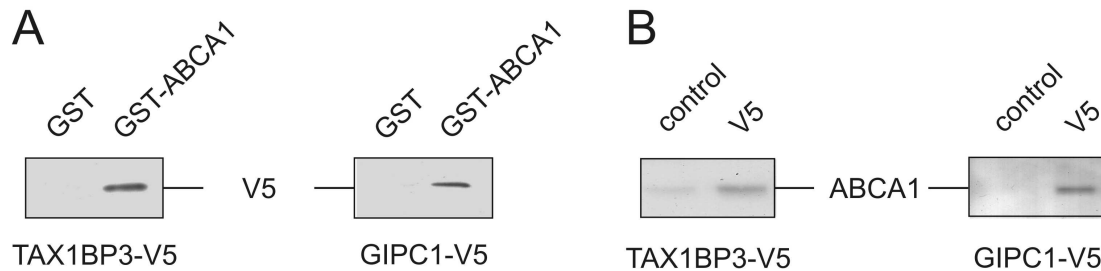 A
GST
GST-ABCA1
GST
GST-ABCA1
V5
TAX1BP3-V5
GIPC1-V5
B
control
V5
control
V5
ABCA1
TAX1BP3-V5
GIPC1-V5